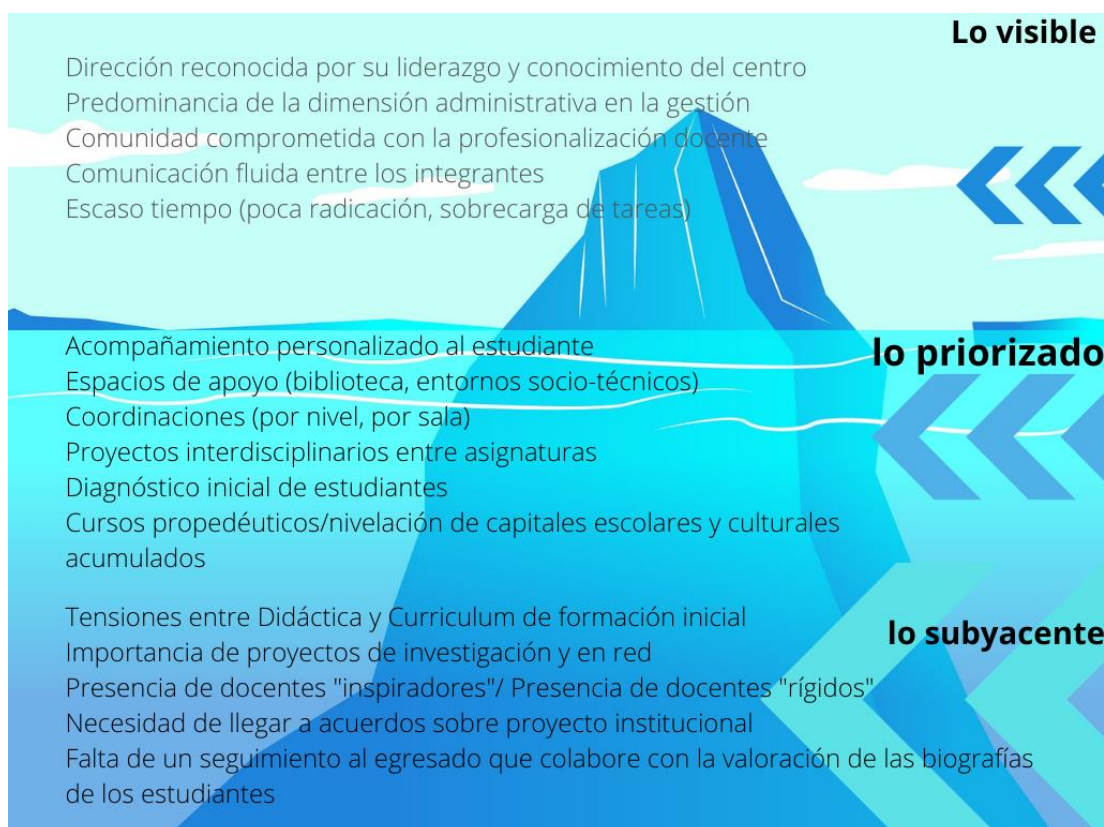 Lo visible
Dirección reconocida por su liderazgo y conocimiento del centro
Predominancia de la dimensión administrativa en la gestión
Comunidad comprometida con la profesionalización docente
Comunicación fluida entre los integrantes
Escaso tiempo (poca radicación, sobrecarga de tareas)
lo priorizado
Acompañamiento personalizado al estudiante
Espacios de apoyo (biblioteca, entornos socio-técnicos)
Coordinaciones (por nivel, por sala)
Proyectos interdisciplinarios entre asignaturas
Diagnóstico inicial de estudiantes
Cursos propedéuticos/nivelación de capitales escolares y culturales
acumulados
lo subyacente
Tensiones entre Didáctica y Curriculum de formación inicial
Importancia de proyectos de investigación y en red
Presencia de docentes "inspiradores"/ Presencia de docentes "rígidos"
Necesidad de llegar a acuerdos sobre proyecto institucional
Falta de un seguimiento al egresado que colabore con la valoración de las biografías
de los estudiantes